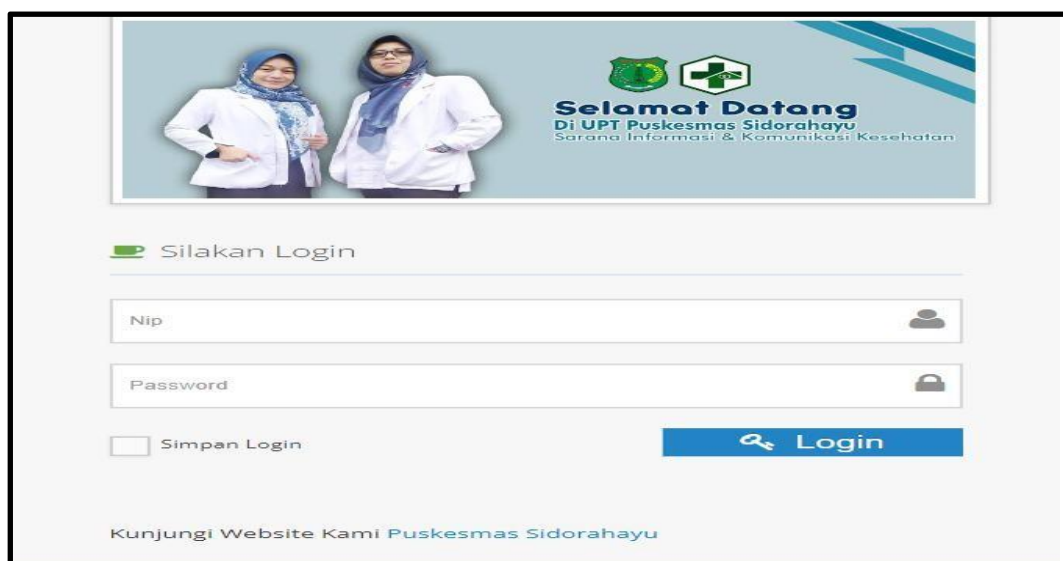 Selamat Datang
Di UPT Puskesmas Sidorahayu
Sarana Informasi & Komunikasi Kesehatan
Silakan Login
Nip
Password
Simpan Login
Login
Kunjungi Website Kami Puskesmas Sidorahayu